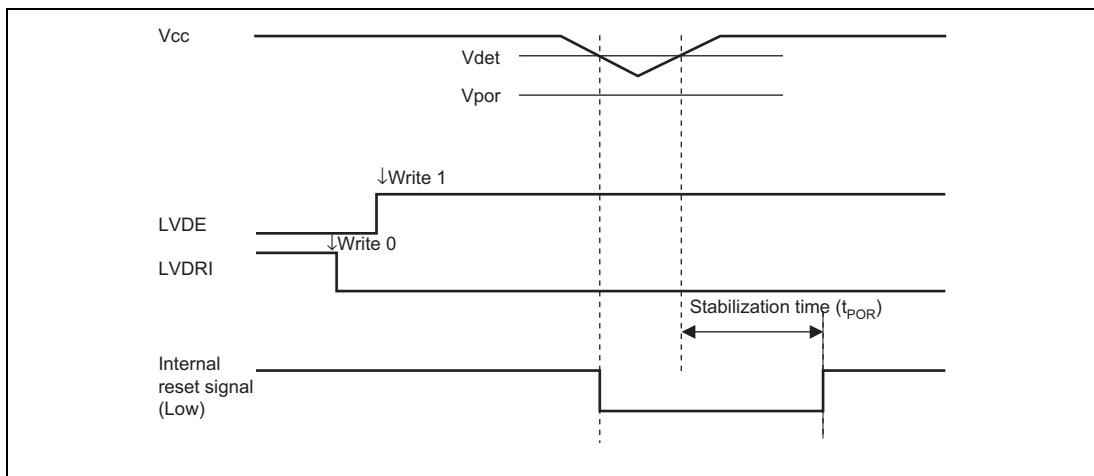 Vcc
Vdet
Vpor
↓Write 1
LVDE
↓Write 0
LVDRI
Stabilization time (tPOR)
Internal
reset signal
(Low)